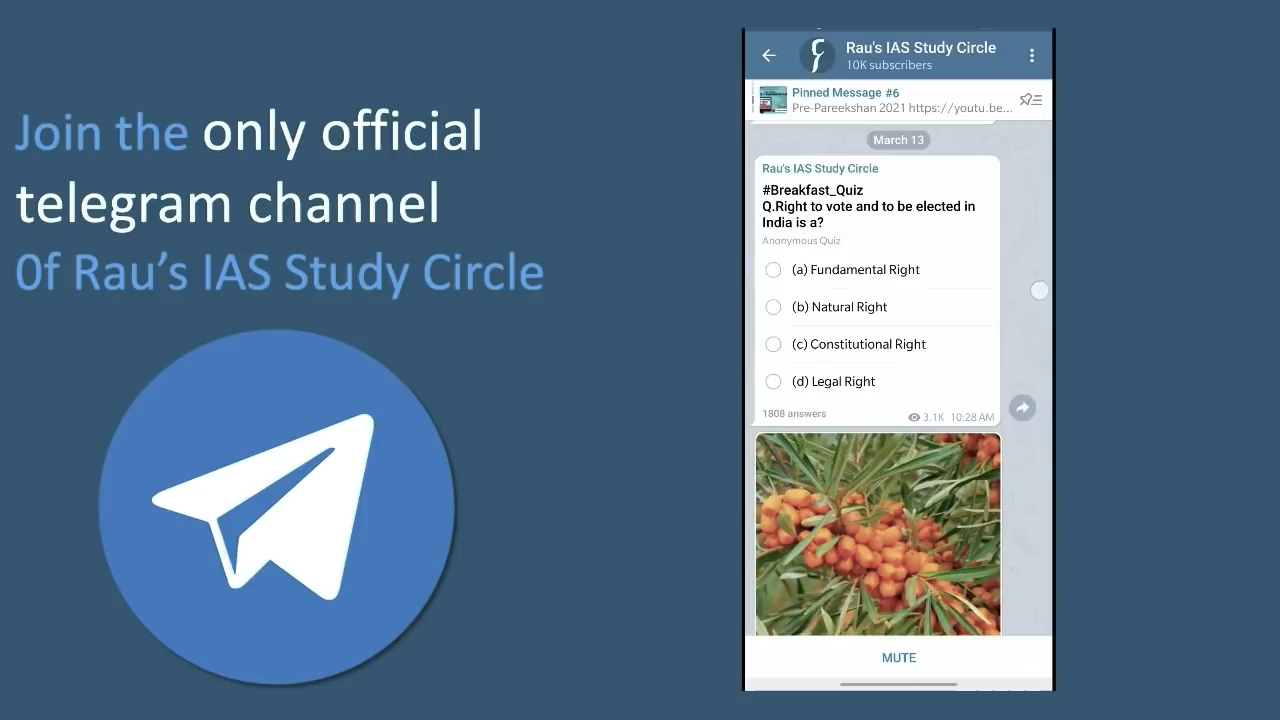 Join the only official
telegram channel
0f Rau’s IAS Study Circle
Rau's IAS Study Circle
10K subscribers
Pinned Message #6
Pre-Pareekshan 2021 https://youtu.be...
March 13
Rau's IAS Study Circle
#Breakfast_Quiz
Q.Right to vote and to be elected in
India is a?
Anonymous Quiz
(a) Fundamental Right
(b) Natural Right
(c) Constitutional Right
(d) Legal Right
1808 answers
3.1K 10:28 AM
MUTE